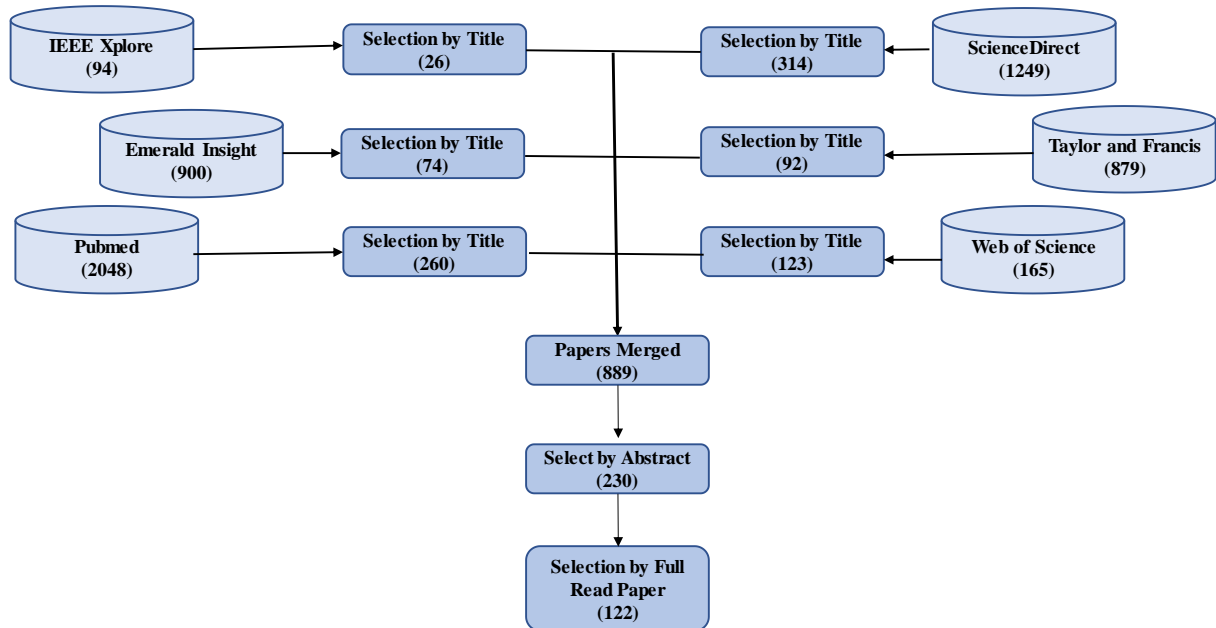 IEEE Xplore
(94)
Selection by Title
(26)
Selection by Title
(314)
ScienceDirect
(1249)
Emerald Insight
(900)
Selection by Title
(74)
Selection by Title
(92)
Taylor and Francis
(879)
Pubmed
(2048)
Selection by Title
(260)
Selection by Title
(123)
Web of Science
(165)
Papers Merged
(889)
Select by Abstract
(230)
Selection by Full
Read Paper
(122)